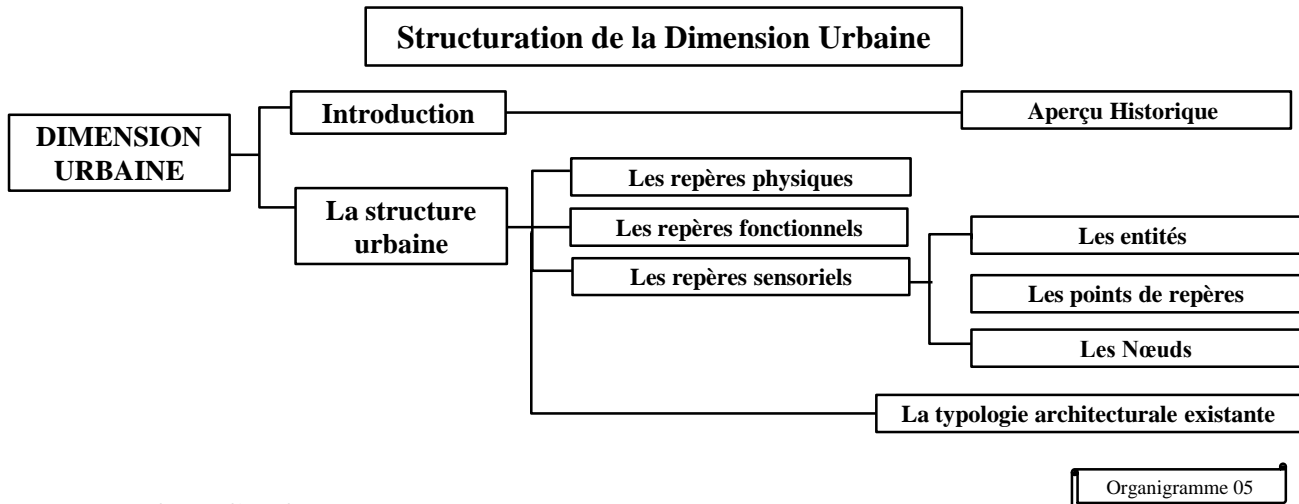 Structuration de la Dimension Urbaine
Introduction
Aperçu Historique
DIMENSION
URBAINE
Les repères physiques
La structure
urbaine
Les repères fonctionnels
Les entités
Les repères sensoriels
Les points de repères
Les Nœuds
La typologie architecturale existante
Organigramme 05